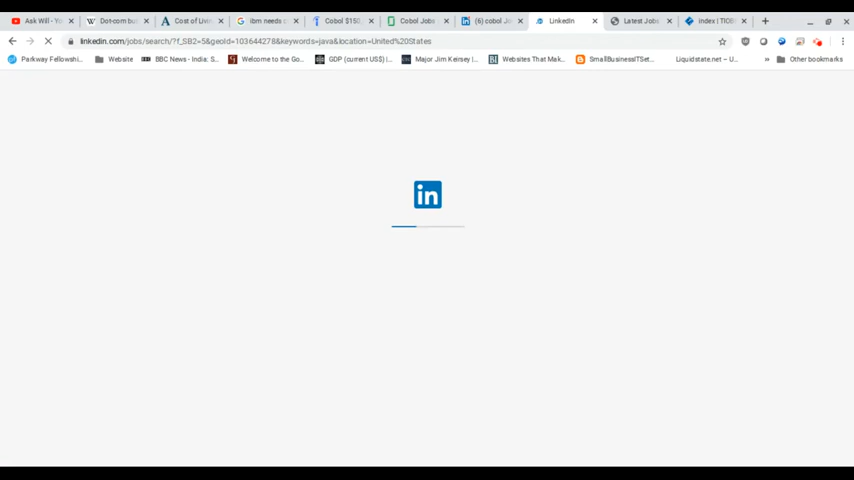 Ask Will - Yo
Dot-com bu
Cost of Livin
ibm needs c
Cobol $150,
Cobol Jobs
(6) cobol Jo
LinkedIn
Latest Jobs
index | TIOB
linkedin.com/jobs/search/?f_SB2=5&geoId=103644278&keywords=java&location=United%20States
Parkway Fellowshi...
Website
BBC News - India: S...
Welcome to the Go...
GDP (current US$) |...
Major Jim Keirsey |...
Websites That Mak...
SmallBusinessITSet...
Liquidstate.net – U...
»
Other bookmarks
in